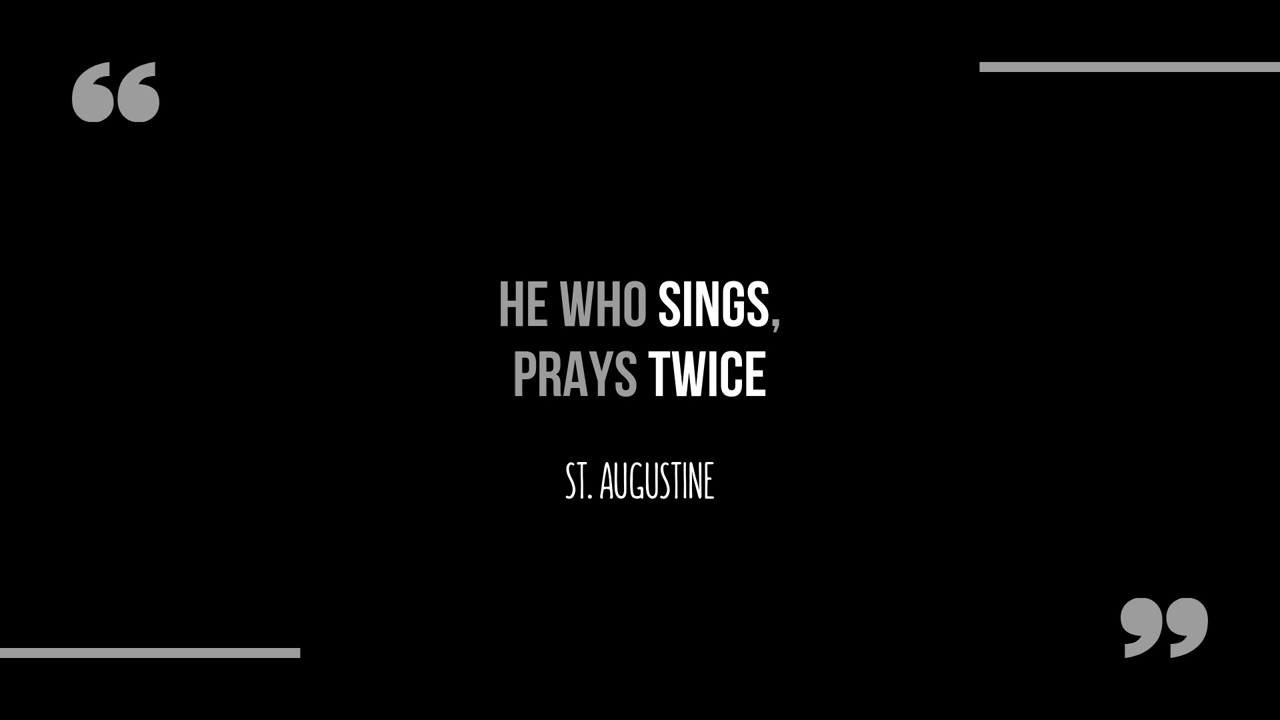 “
HE WHO SINGS,
PRAYS TWICE
ST. AUGUSTINE
”